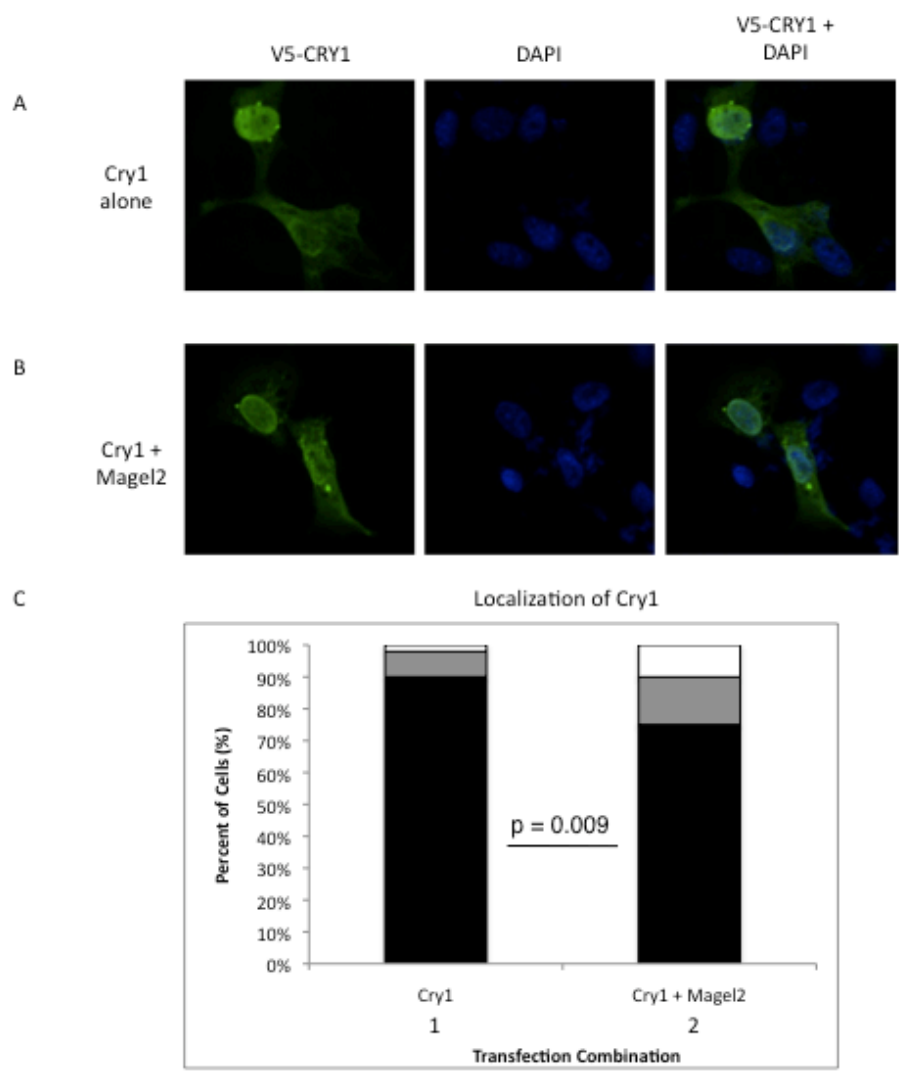 V5-CRY1
DAPI
V5-CRY1 +
DAPI
A
Cry1
alone
B
Cry1 +
Magel2
C
Localization of Cry1
100%
90%
80%
70%
60%
50%
40%
30%
20%
10%
0%
Percent of Cells (%)
p = 0.009
Cry1
Cry1 + Magel2
1
2
Transfection Combination